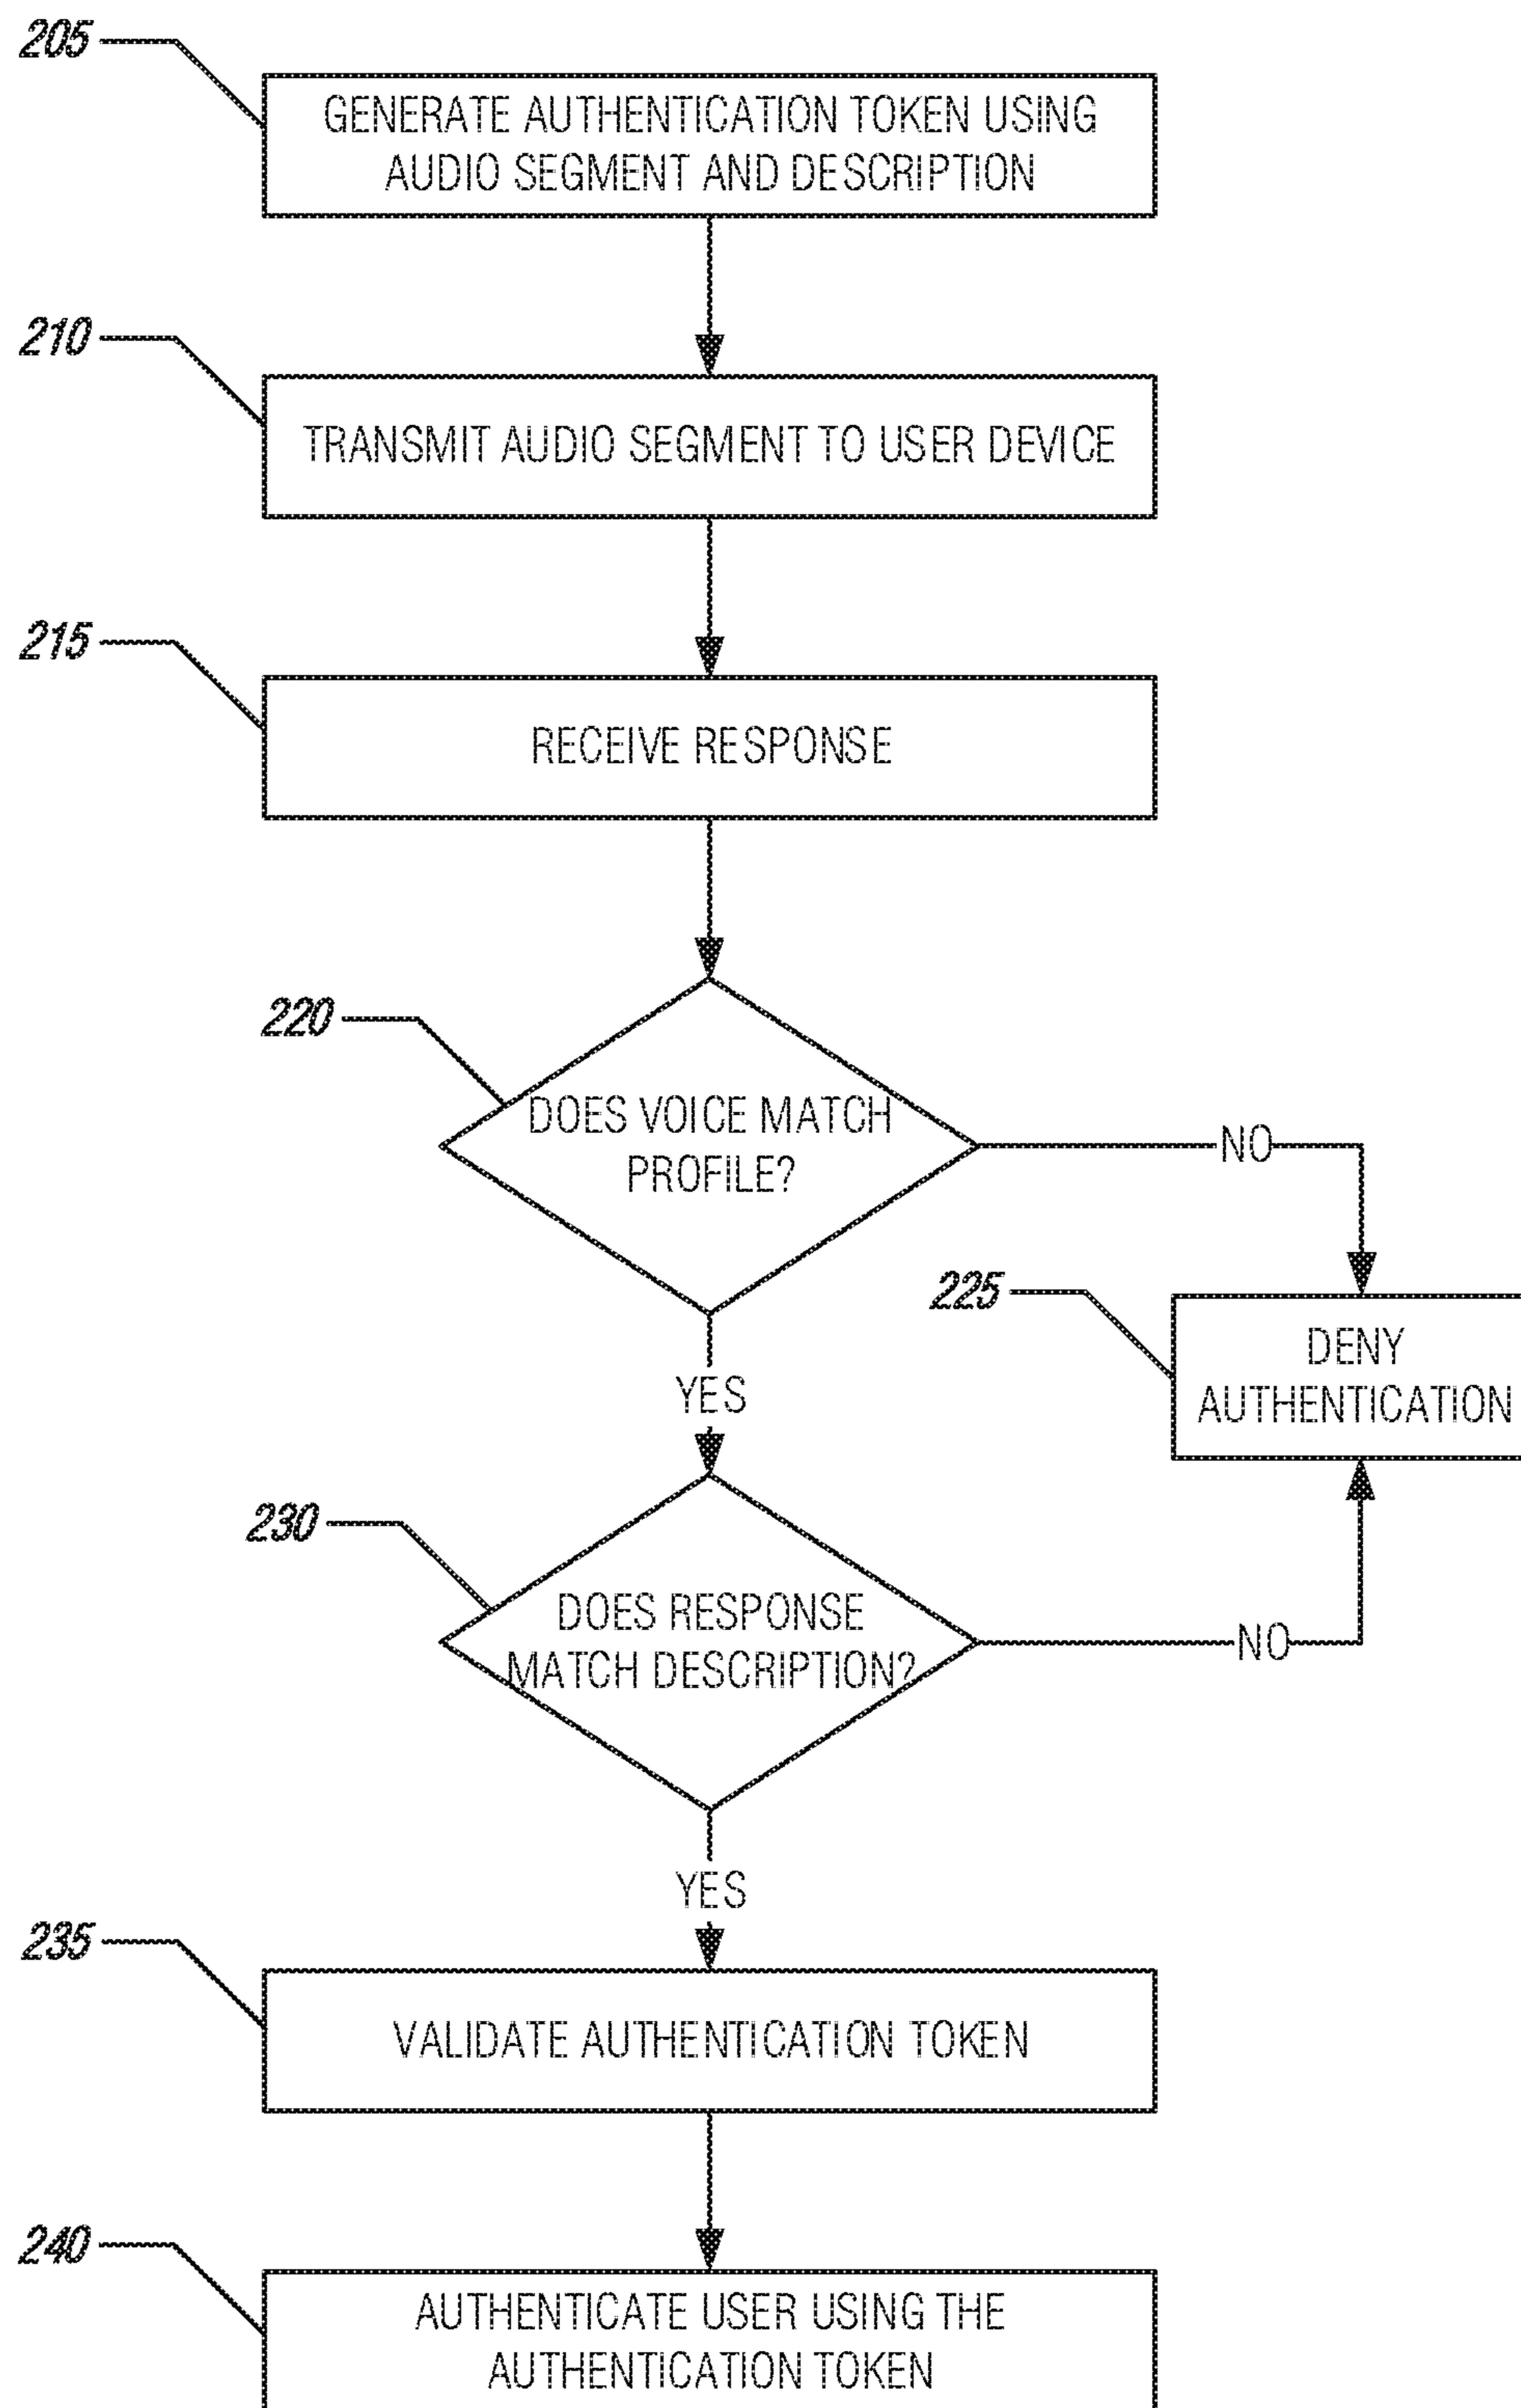 205
GENERATE AUTHENTICATION TOKEN USING
AUDIO SEGMENT AND DESCRIPTION
210
TRANSMIT AUDIO SEGMENT TO USER DEVICE
215
RECEIVE RESPONSE
220
DOES VOICE MATCH
PROFILE?
NO
225
DENY
AUTHENTICATION
YES
230
DOES RESPONSE
MATCH DESCRIPTION?
NO
YES
235
VALIDATE AUTHENTICATION TOKEN
240
AUTHENTICATE USER USING THE
AUTHENTICATION TOKEN